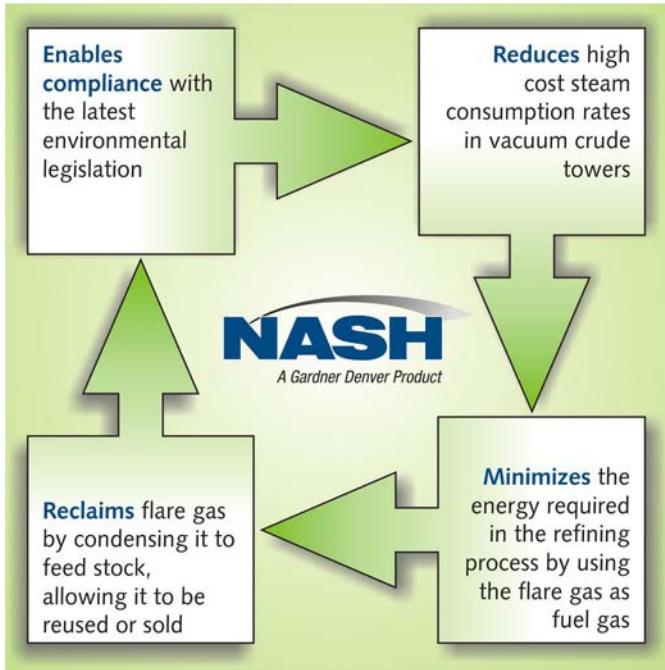 Enables
compliance with
the latest
environmental
legislation
Reduces high
cost steam
consumption rates
in vacuum crude
towers
NASH
A Gardner Denver Product
Reclaims flare gas
by condensing it to
feed stock,
allowing it to be
reused or sold
Minimizes the
energy required
in the refining
process by using
the flare gas as
fuel gas